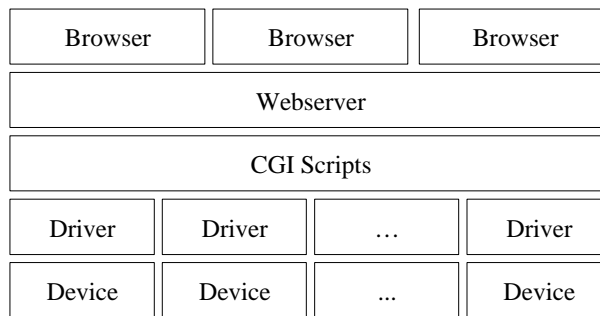 Browser Browser Browser
Webserver
CGI Scripts
Driver Driver … Driver
Device Device ... Device